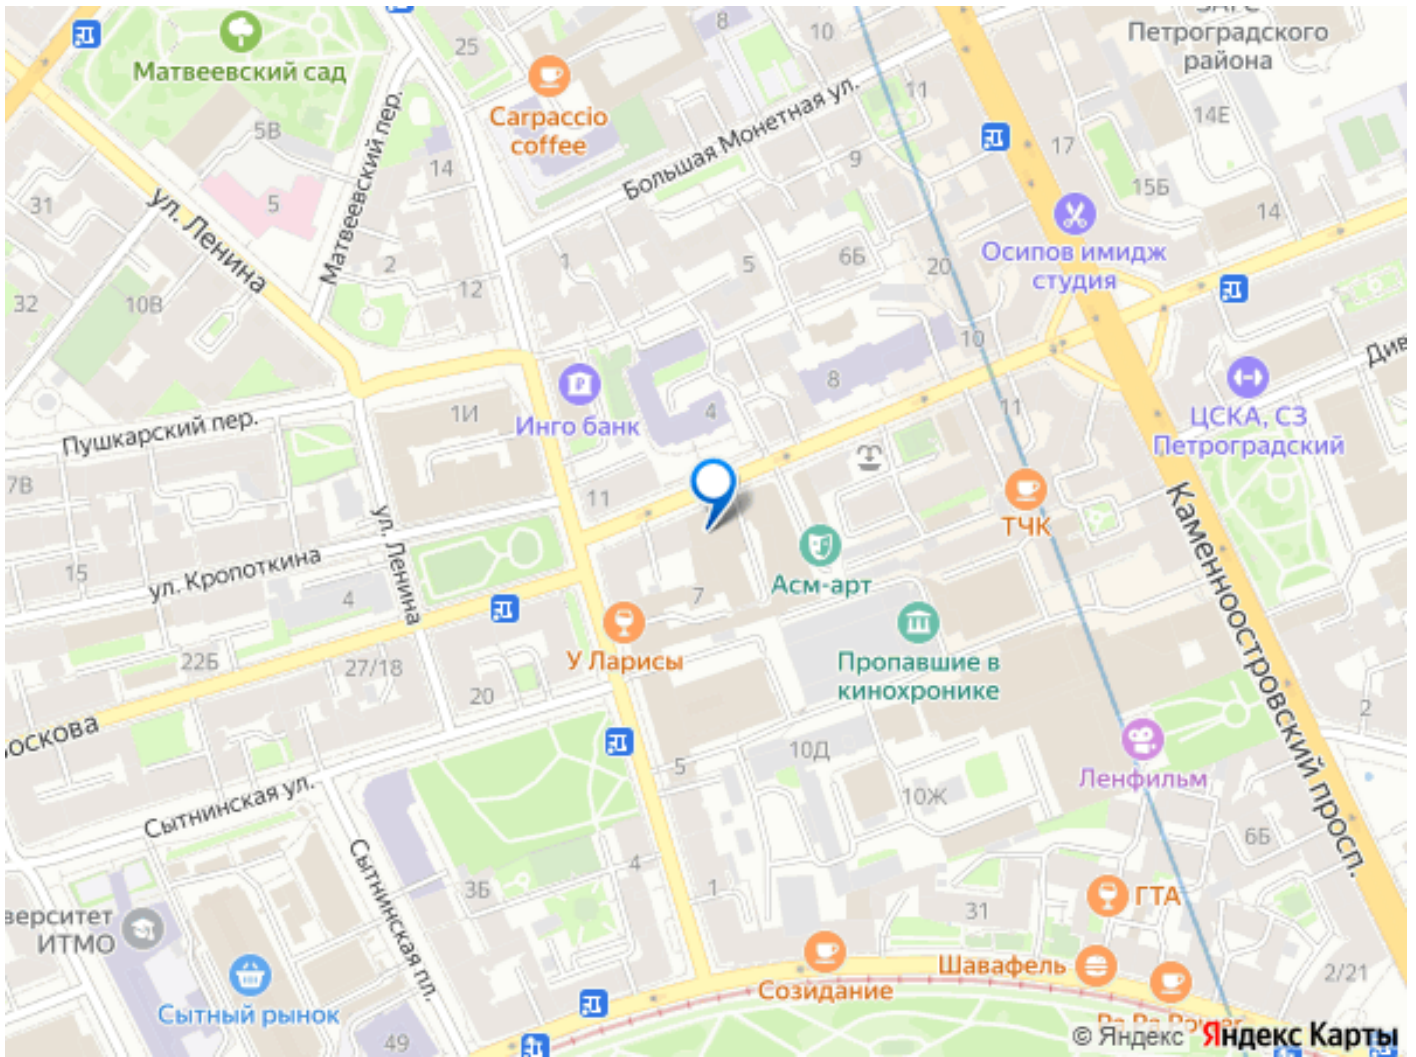 Петроградского
района
Матвеевский сад
25
8
10
Carpaccio
coffee
11
14Е
5В
Матвеевский пер.
Большая Монетная ул.
17
14
9
15Б
31
5
ул. Ленина
14
2
1
5
6Б
20
Осипов имидж
студия
32
10В
12
10
Див
8
11
ЦСКА, СЗ
Петроградский
1И
Инго банк
4
Пушкарский пер.
7В
11
ТЧК
Каменноостровский просп.
ул. Ленина
ул. Кропоткина
15
4
Асм-арт
7
22Б
27/18
20
У Ларисы
Пропавшие в
кинохронике
2
оскова
5
10Д
Ленфильм
10Ж
Сытнинская ул.
6Б
4
3Б
1
Сытнинская пл.
верситет
ИТМО
31
ГТА
Сытный рынок
Созидание
Шавафель
2/21
49
© Яндекс Яндекс Карты